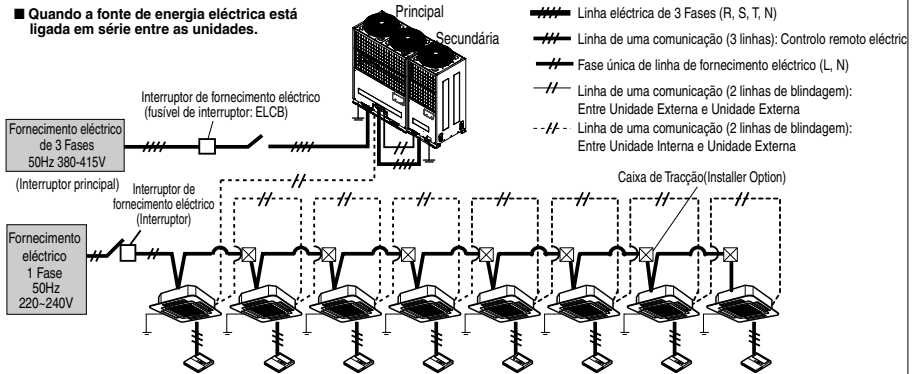 ■ Quando a fonte de energia eléctrica está
ligada em série entre as unidades.
Principal
Secundária
Linha eléctrica de 3 Fases (R, S, T, N)
Linha de uma comunicação (3 linhas): Controlo remoto eléctric
Fase única de linha de fornecimento eléctrico (L, N)
Linha de uma comunicação (2 linhas de blindagem):
Entre Unidade Externa e Unidade Externa
Linha de uma comunicação (2 linhas de blindagem):
Entre Unidade Interna e Unidade Externa
Interruptor de fornecimento eléctrico
(fusível de interruptor: ELCB)
Fornecimento eléctrico
de 3 Fases
50Hz 380-415V
(Interruptor principal)
Interruptor de
fornecimento eléctrico
(Interruptor)
Caixa de Tracção(Installer Option)
Fornecimento
eléctrico
1 Fase
50Hz
220~240V